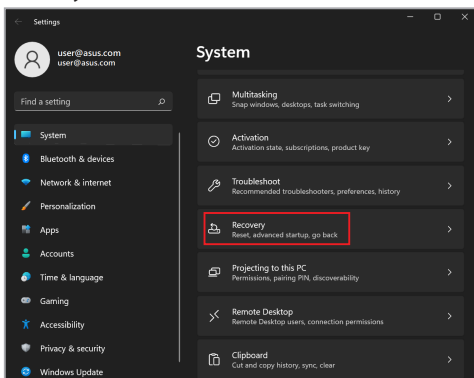 Settings
user@asus.com
user@asus.com
Find a setting
System
Bluetooth & devices
Network & internet
Personalization
Apps
Accounts
Time & language
Gaming
Accessibility
Privacy & security
Windows Update
System
Multitasking
Snap windows, desktops, task switching
Activation
Activation state, subscriptions, product key
Troubleshoot
Recommended troubleshooters, preferences, history
Recovery
Reset, advanced startup, go back
Projecting to this PC
Permissions, pairing PIN, discoverability
Remote Desktop
Remote Desktop users, connection permissions
Clipboard
Cut and copy history, sync, clear